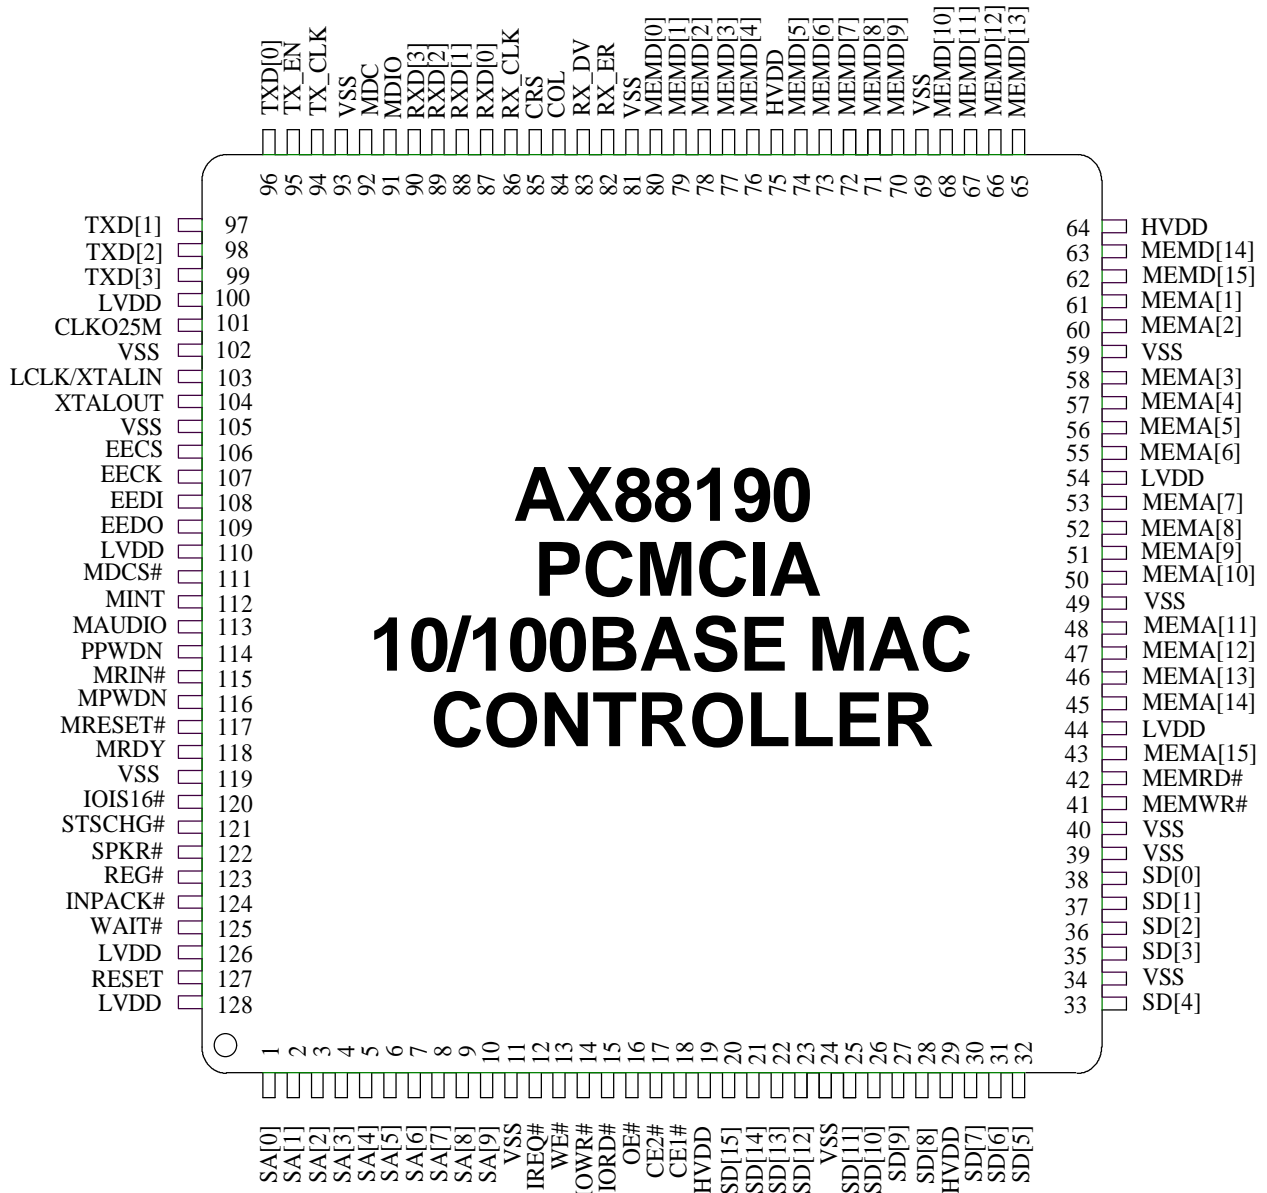 TXD[0] TX_EN TX_CLK VSS MDC MDIO RXD[3] RXD[2] RXD[1] RXD[0] RX_CLK CRS COL RX_DV RX_ER VSS MEMD[0] MEMD[1] MEMD[2] MEMD[3] MEMD[4] HVDD MEMD[5] MEMD[6] MEMD[7] MEMD[8] MEMD[9] VSS MEMD[10] MEMD[11] MEMD[12] MEMD[13]
96 95 94 93 92 91 90 89 88 87 86 85 84 83 82 81 80 79 78 77 76 75 74 73 72 71 70 69 68 67 66 65
TXD[1] 97
TXD[2] 98
TXD[3] 99
LVDD 100
CLKO25M 101
VSS 102
LCLK/XTALIN 103
XTALOUT 104
VSS 105
EECS 106
EECK 107
EEDI 108
EEDO 109
LVDD 110
MDCS# 111
MINT 112
MAUDIO 113
PPWDN 114
MRIN# 115
MPWDN 116
MRESET# 117
MRDY 118
VSS 119
IOIS16# 120
STSCHG# 121
SPKR# 122
REG# 123
INPACK# 124
WAIT# 125
LVDD 126
RESET 127
LVDD 128
AX88190
PCMCIA
10/100BASE MAC
CONTROLLER
64 HVDD
63 MEMD[14]
62 MEMD[15]
61 MEMA[1]
60 MEMA[2]
59 VSS
58 MEMA[3]
57 MEMA[4]
56 MEMA[5]
55 MEMA[6]
54 LVDD
53 MEMA[7]
52 MEMA[8]
51 MEMA[9]
50 MEMA[10]
49 VSS
48 MEMA[11]
47 MEMA[12]
46 MEMA[13]
45 MEMA[14]
44 LVDD
43 MEMA[15]
42 MEMRD#
41 MEMWR#
40 VSS
39 VSS
38 SD[0]
37 SD[1]
36 SD[2]
35 SD[3]
34 VSS
33 SD[4]
1 2 3 4 5 6 7 8 9 10 11 12 13 14 15 16 17 18 19 20 21 22 23 24 25 26 27 28 29 30 31 32
SA[0] SA[1] SA[2] SA[3] SA[4] SA[5] SA[6] SA[7] SA[8] SA[9] VSS IREQ# WE# IOWR# IORD# OE# CE2# CE1# HVDD SD[15] SD[14] SD[13] SD[12] VSS SD[11] SD[10] SD[9] SD[8] HVDD SD[7] SD[6] SD[5]